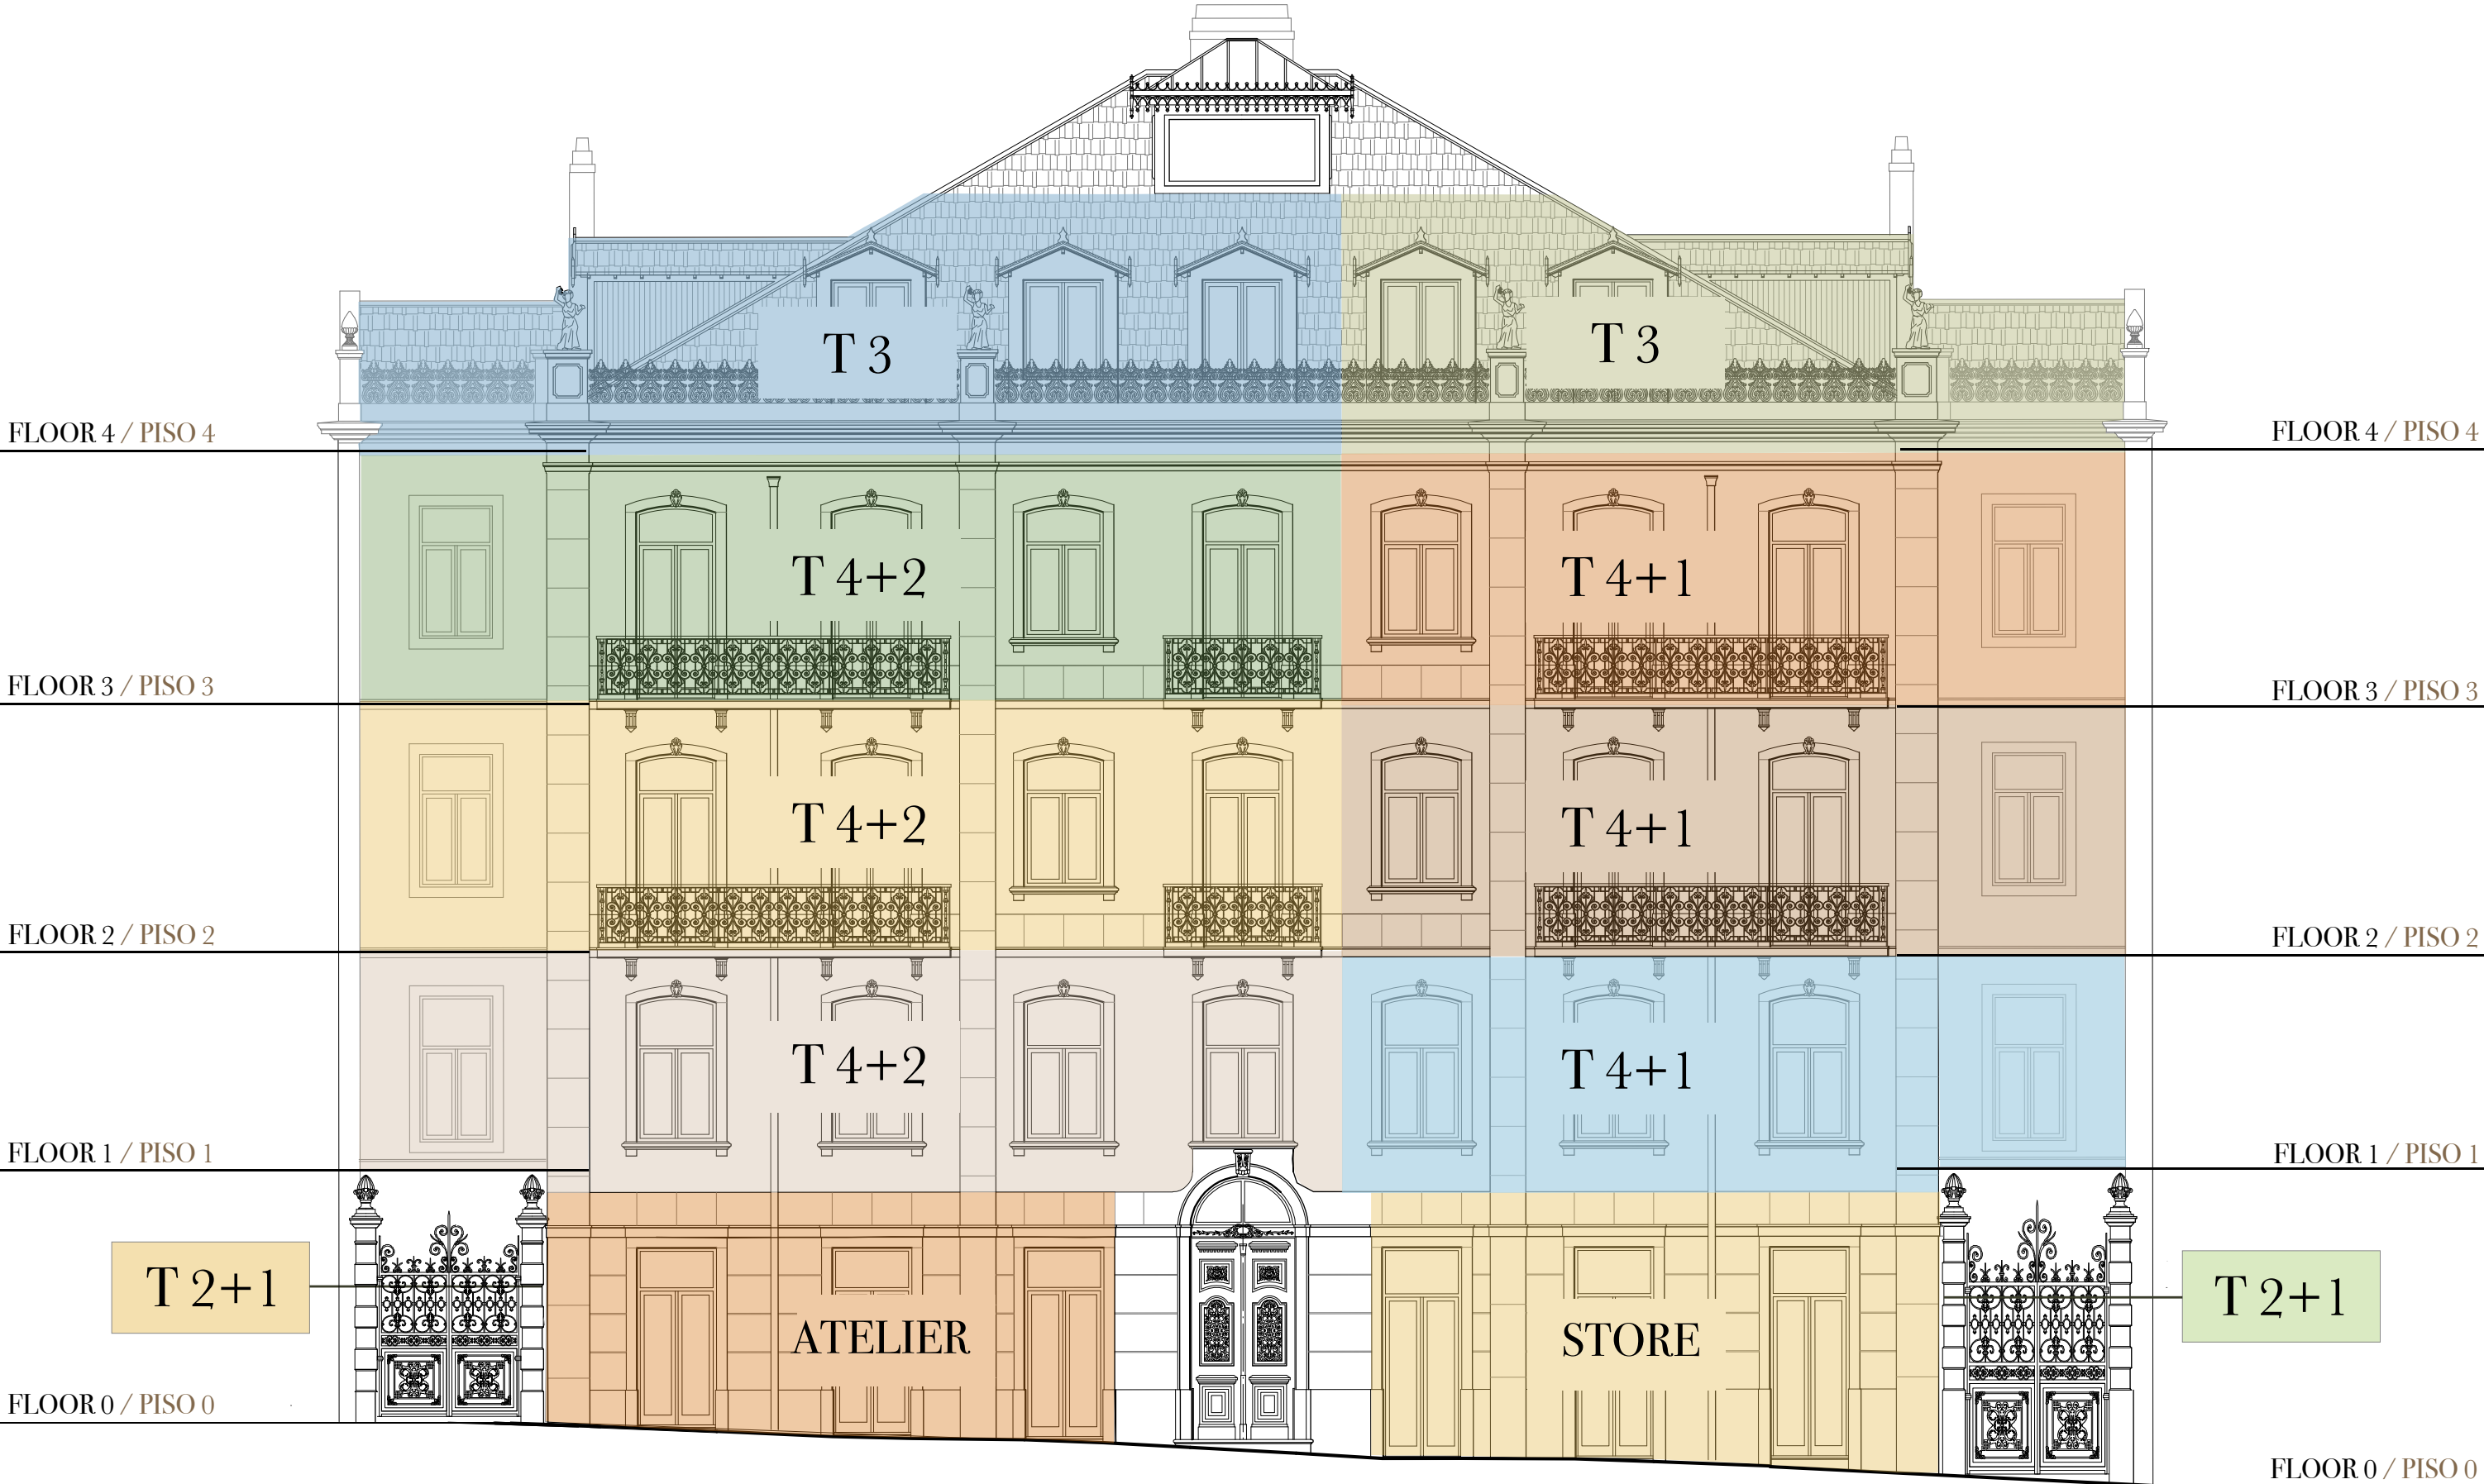 T 3
T 3
FLOOR 4 / PISO 4
FLOOR 4 / PISO 4
T 4+2
T 4+1
FLOOR 3 / PISO 3
FLOOR 3 / PISO 3
T 4+2
T 4+1
FLOOR 2 / PISO 2
FLOOR 2 / PISO 2
T 4+2
T 4+1
FLOOR 1 / PISO 1
FLOOR 1 / PISO 1
T 2+1
T 2+1
ATELIER
STORE
FLOOR 0 / PISO 0
FLOOR 0 / PISO 0